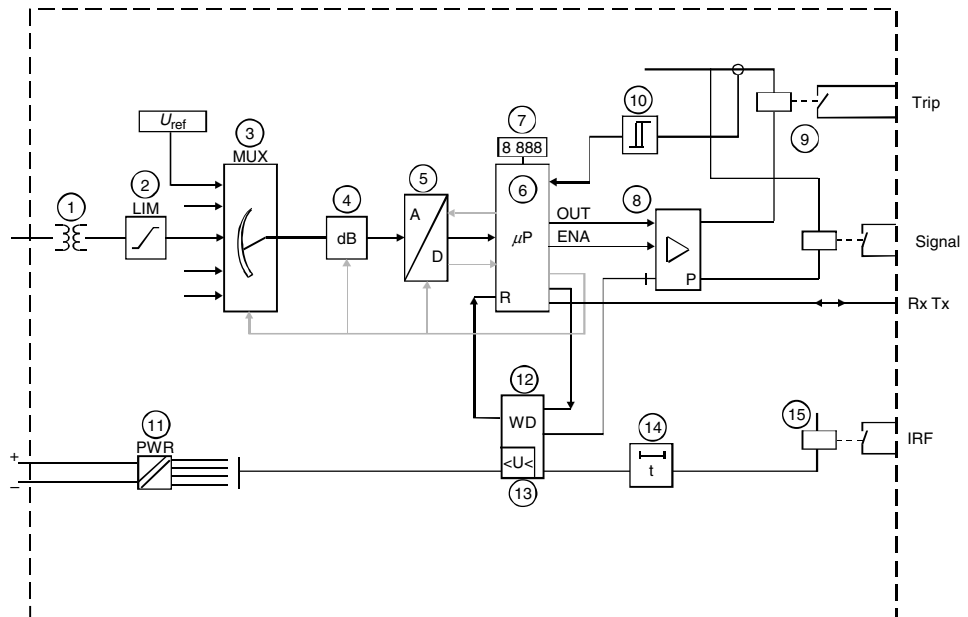 10
Trip
7
9
U ref
3
8 888
MUX
2
LIM
5
6
8
1
4
A
OUT
dB
µP
ENA
Signal
D
P
R
Rx Tx
12
15
11
WD
14
IRF
PWR
+
<U<
t
–
13